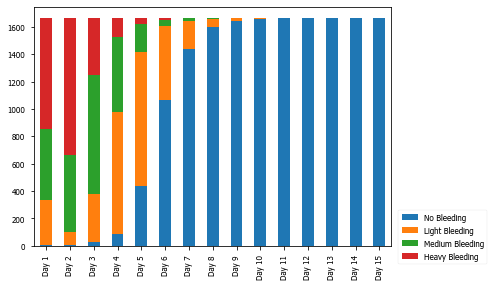 1600
1400
1200
1000
800
600
400
200
0
Day 1
Day 2
Day 3
Day 4
Day 5
Day 6
Day 7
Day 8
Day 9
Day 10
Day 11
Day 12
Day 13
Day 14
Day 15
No Bleeding
Light Bleeding
Medium Bleeding
Heavy Bleeding